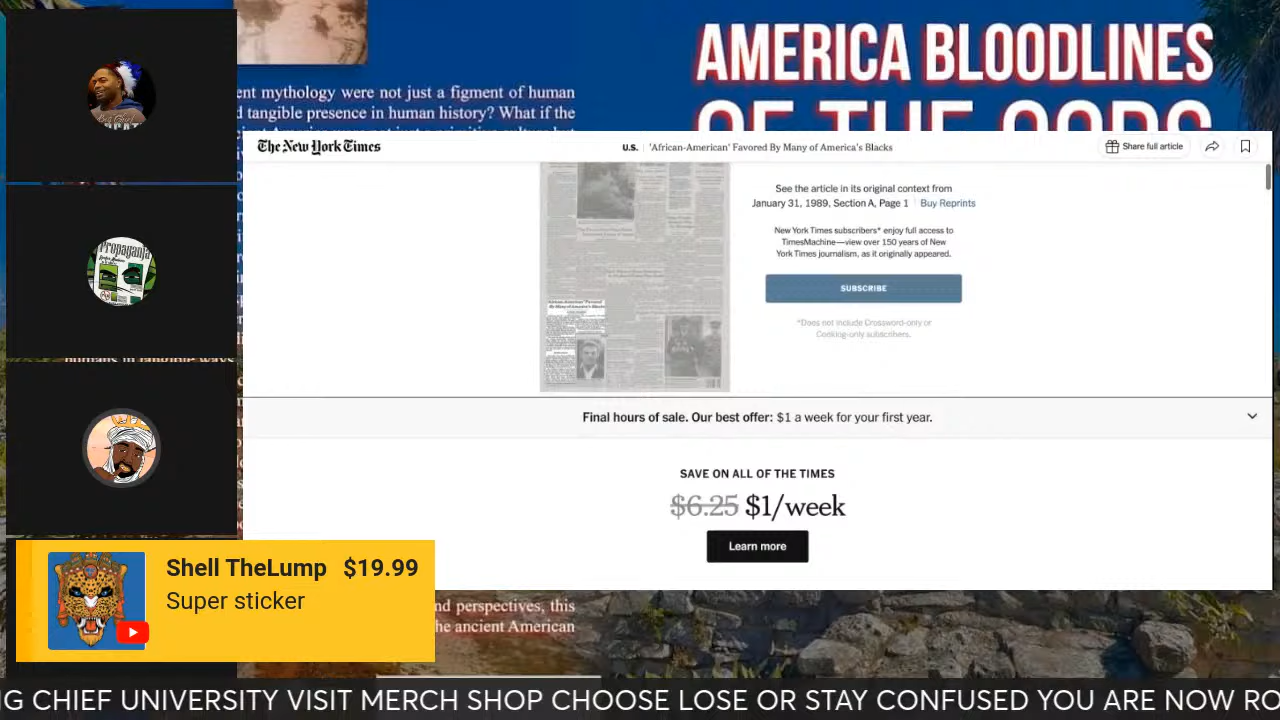 AMERICA BLOODLINES
OF THE GODS
ent mythology were not just a figment of human
d tangible presence in human history? What if the
The New York Times
U.S. 'African-American' Favored By Many of America's Blacks
Share full article
See the article in its original context from
January 31, 1989, Section A, Page 1 Buy Reprints
New York Times subscribers* enjoy full access to
TimesMachine—view over 150 years of New
York Times journalism, as it originally appeared.
SUBSCRIBE
*Does not include Crossword-only or
Cooking-only subscribers.
Propaganja
Final hours of sale. Our best offer: $1 a week for your first year.
SAVE ON ALL OF THE TIMES
$6.25 $1/week
Learn more
Shell TheLump $19.99
Super sticker
nd perspectives, this
he ancient American
NG CHIEF UNIVERSITY VISIT MERCH SHOP CHOOSE LOSE OR STAY CONFUSED YOU ARE NOW RO